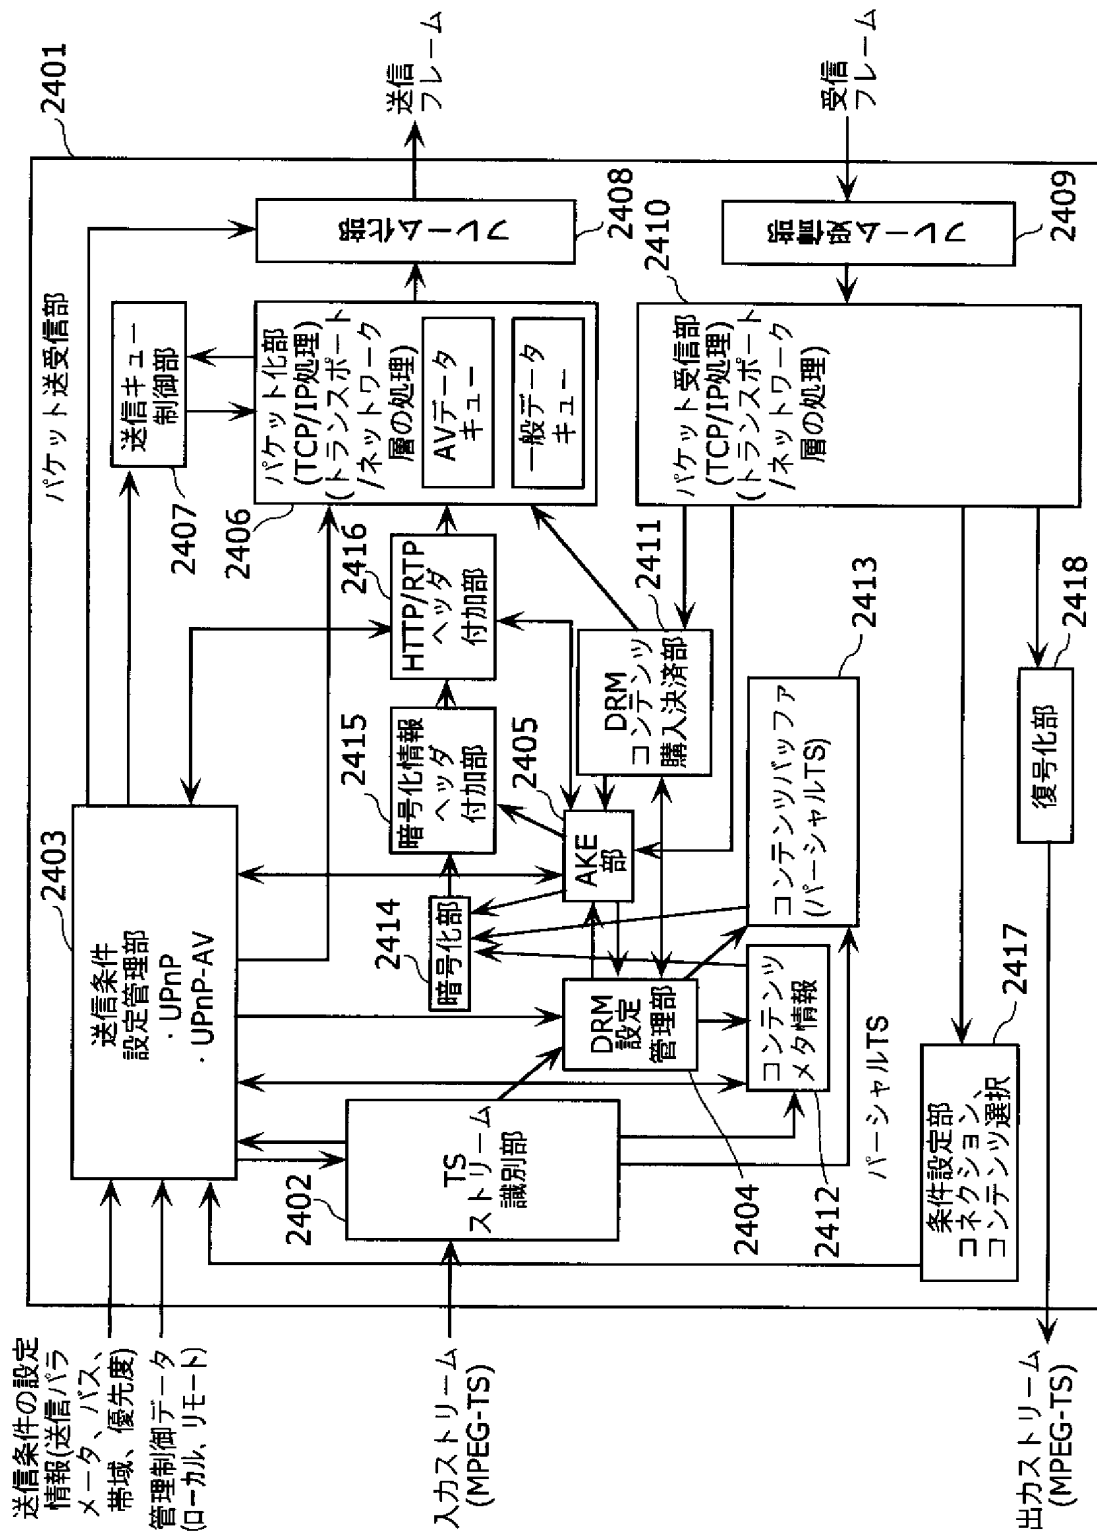 送信条件の設定
情報(送信パラ
メータ、パス、
帯域、優先度)
管理制御データ
(ローカル、リモート)
入力ストリーム
(MPEG-TS)
出力ストリーム
(MPEG-TS)
2403
送信条件
設定管理部
・UPnP
・UPnP-AV
2402
TS
ストリーム
識別部
パケット送受信部
2401
送信キュー
制御部
2407
2406
パケット化部
(TCP/IP処理)
(トランスポート
/ネットワーク
層の処理)
AVデータ
キュー
一般データ
キュー
フレーム化部
2408
送信
フレーム
受信
フレーム
フレーム受信部
2409
2410
パケット受信部
(TCP/IP処理)
(トランスポート
/ネットワーク
層の処理)
2416
HTTP/RTP
ヘッダ
付加部
2415
暗号化情報
ヘッダ
付加部
2414
暗号化部
2405
AKE
部
2411
DRM
コンテンツ
購入決済部
DRM設定
管理部
2404
コンテンツ
メタ情報
2412
2413
コンテンツバッファ
(パーシャルTS)
パーシャルTS
2417
条件設定部
コネクション、
コンテンツ選択
2418
復号化部